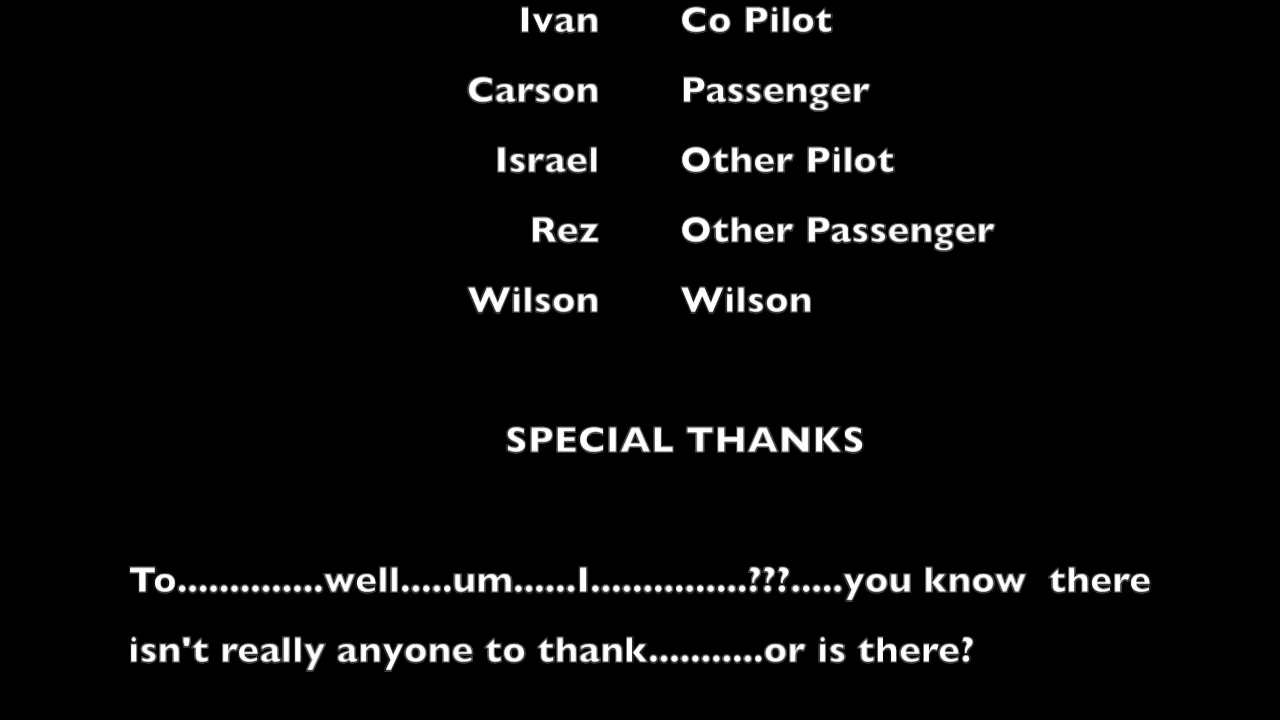 Ivan Co Pilot
Carson Passenger
Israel Other Pilot
Rez Other Passenger
Wilson Wilson
SPECIAL THANKS
To..............well.....um......I...............???.....you know  there
isn't really anyone to thank...........or is there?